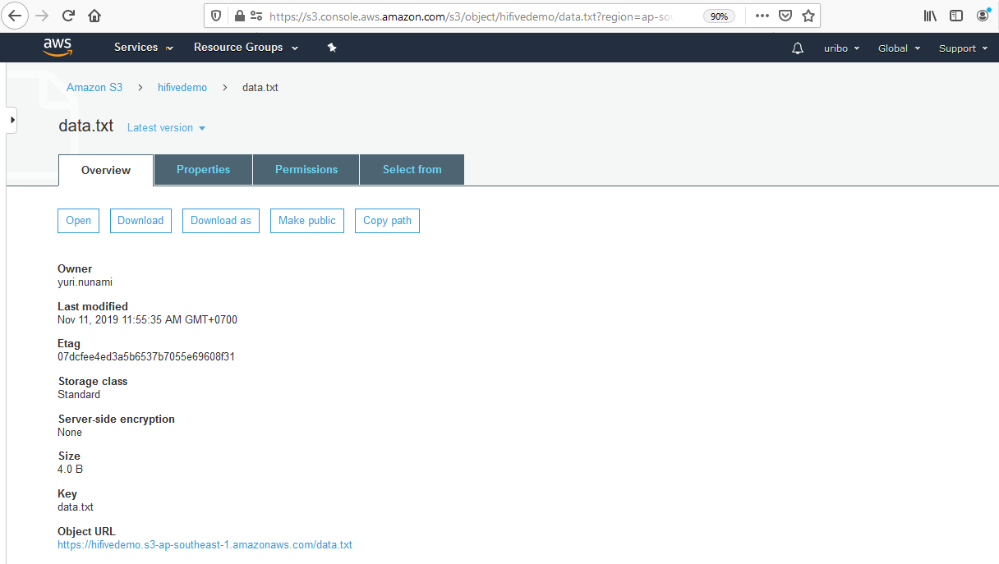 https://s3.console.aws.amazon.com/s3/object/hifivedemo/data.txt?region=ap-sou 90%
aws Services Resource Groups uribo Global Support
Amazon S3 > hifivedemo > data.txt
data.txt Latest version
Overview Properties Permissions Select from
Open Download Download as Make public Copy path
Owner
yuri.nunami
Last modified
Nov 11, 2019 11:55:35 AM GMT+0700
Etag
07dcfee4ed3a5b6537b7055e69608f31
Storage class
Standard
Server-side encryption
None
Size
4.0 B
Key
data.txt
Object URL
https://hifivedemo.s3-ap-southeast-1.amazonaws.com/data.txt